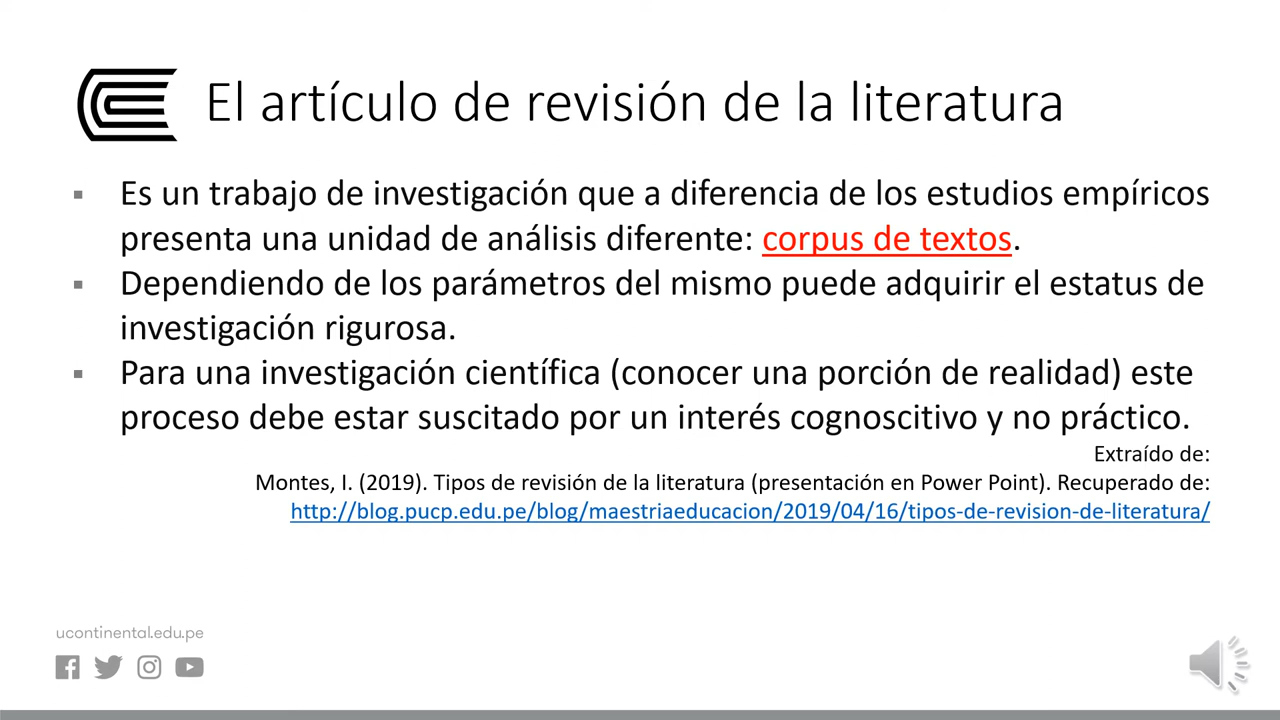 El artículo de revisión de la literatura
▪ Es un trabajo de investigación que a diferencia de los estudios empíricos
presenta una unidad de análisis diferente: corpus de textos.
▪ Dependiendo de los parámetros del mismo puede adquirir el estatus de
investigación rigurosa.
▪ Para una investigación científica (conocer una porción de realidad) este
proceso debe estar suscitado por un interés cognoscitivo y no práctico.
Extraído de:
Montes, I. (2019). Tipos de revisión de la literatura (presentación en Power Point). Recuperado de:
http://blog.pucp.edu.pe/blog/maestriaeducacion/2019/04/16/tipos-de-revision-de-literatura/
ucontinental.edu.pe